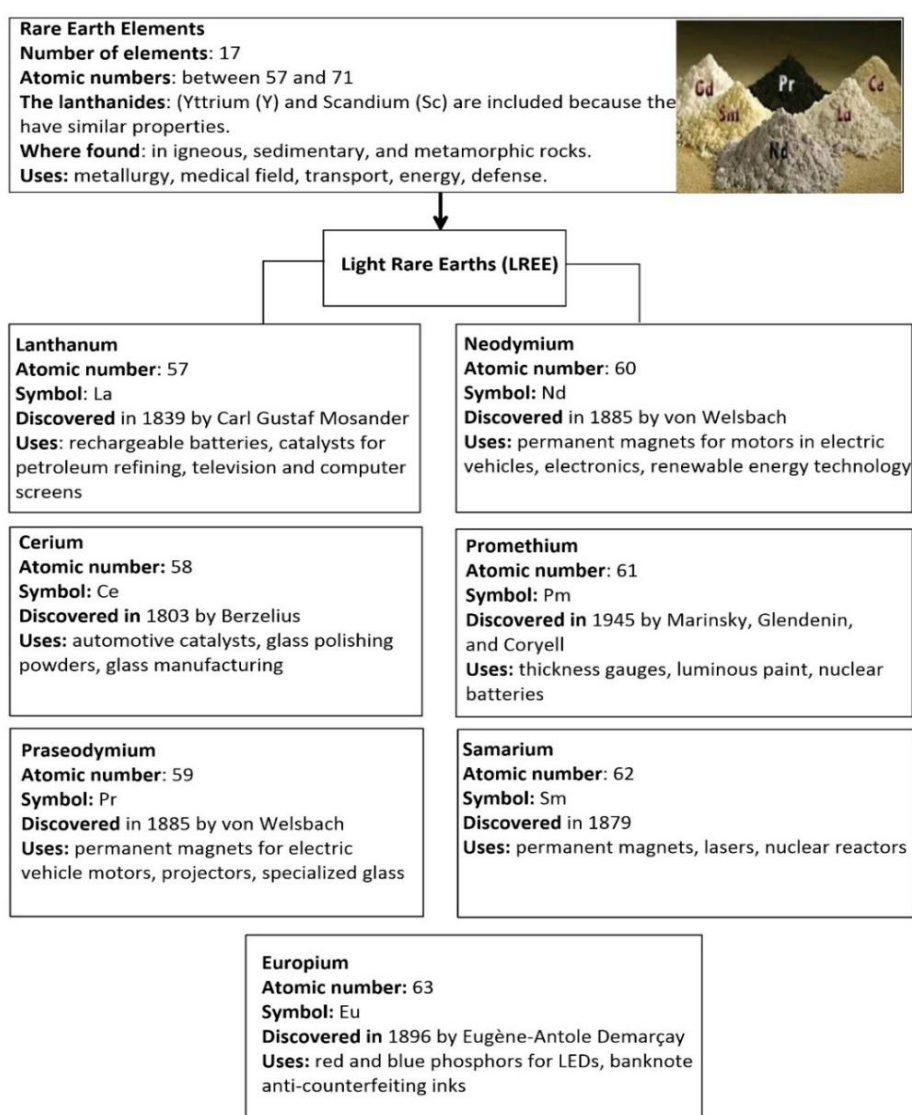 Rare Earth Elements
Number of elements: 17
Atomic numbers: between 57 and 71
The lanthanides: (Yttrium (Y) and Scandium (Sc) are included because the
have similar properties.
Where found: in igneous, sedimentary, and metamorphic rocks.
Uses: metallurgy, medical field, transport, energy, defense.
Gd
Pr
Ce
Sm
La
Nd
Light Rare Earths (LREE)
Lanthanum
Atomic number: 57
Symbol: La
Discovered in 1839 by Carl Gustaf Mosander
Uses: rechargeable batteries, catalysts for
petroleum refining, television and computer
screens
Neodymium
Atomic number: 60
Symbol: Nd
Discovered in 1885 by von Welsbach
Uses: permanent magnets for motors in electric
vehicles, electronics, renewable energy technology
Cerium
Atomic number: 58
Symbol: Ce
Discovered in 1803 by Berzelius
Uses: automotive catalysts, glass polishing
powders, glass manufacturing
Promethium
Atomic number: 61
Symbol: Pm
Discovered in 1945 by Marinsky, Glendenin,
and Coryell
Uses: thickness gauges, luminous paint, nuclear
batteries
Praseodymium
Atomic number: 59
Symbol: Pr
Discovered in 1885 by von Welsbach
Uses: permanent magnets for electric
vehicle motors, projectors, specialized glass
Samarium
Atomic number: 62
Symbol: Sm
Discovered in 1879
Uses: permanent magnets, lasers, nuclear reactors
Europium
Atomic number: 63
Symbol: Eu
Discovered in 1896 by Eugène-Antole Demarçay
Uses: red and blue phosphors for LEDs, banknote
anti-counterfeiting inks